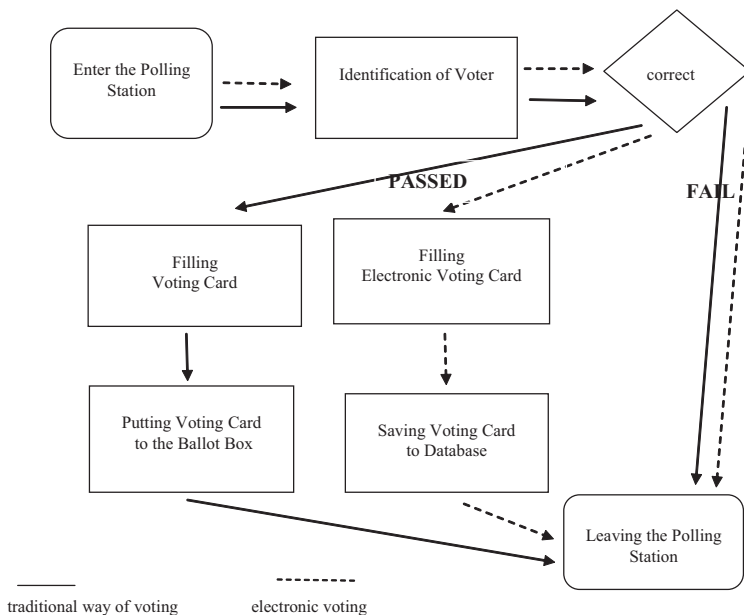 Enter the Polling
Station
Identification of Voter
correct
PASSED
FAIL
Filling
Voting Card
Filling
Electronic Voting Card
Putting Voting Card
to the Ballot Box
Saving Voting Card
to Database
Leaving the Polling
Station
traditional way of voting
electronic voting